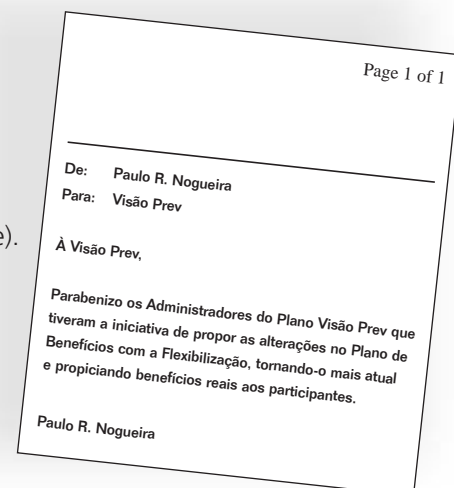 Page 1 of 1
De: Paulo R. Nogueira
Para: Visão Prev
e).
À Visão Prev,
Parabenizo os Administradores do Plano Visão Prev que
tiveram a iniciativa de propor as alterações no Plano de
Benefícios com a Flexibilização, tornando-o mais atual
e propiciando benefícios reais aos participantes.
Paulo R. Nogueira